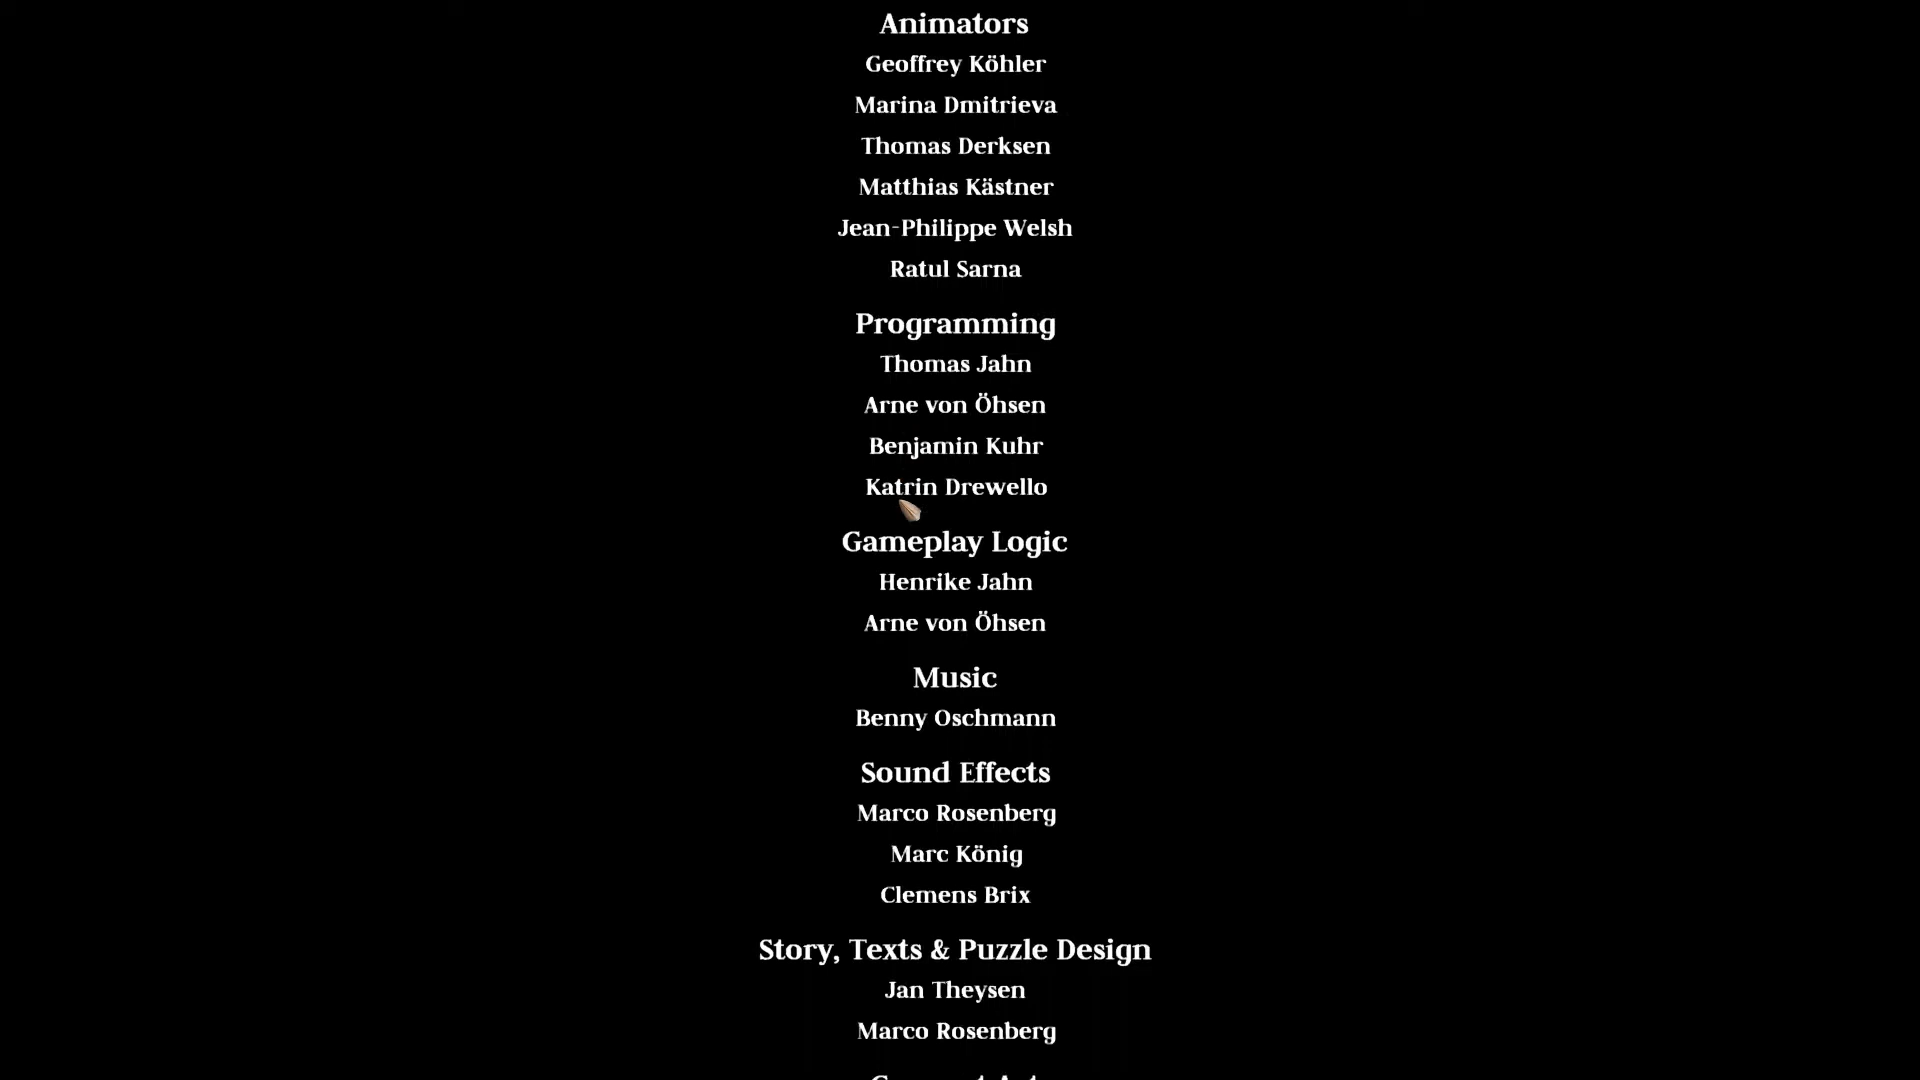 Animators
Geoffrey Köhler
Marina Dmitrieva
Thomas Derksen
Matthias Kästner
Jean-Philippe Welsh
Ratul Sarna
Programming
Thomas Jahn
Arne von Öhsen
Benjamin Kuhr
Katrin Drewello
Gameplay Logic
Henrike Jahn
Arne von Öhsen
Music
Benny Oschmann
Sound Effects
Marco Rosenberg
Marc König
Clemens Brix
Story, Texts & Puzzle Design
Jan Theysen
Marco Rosenberg